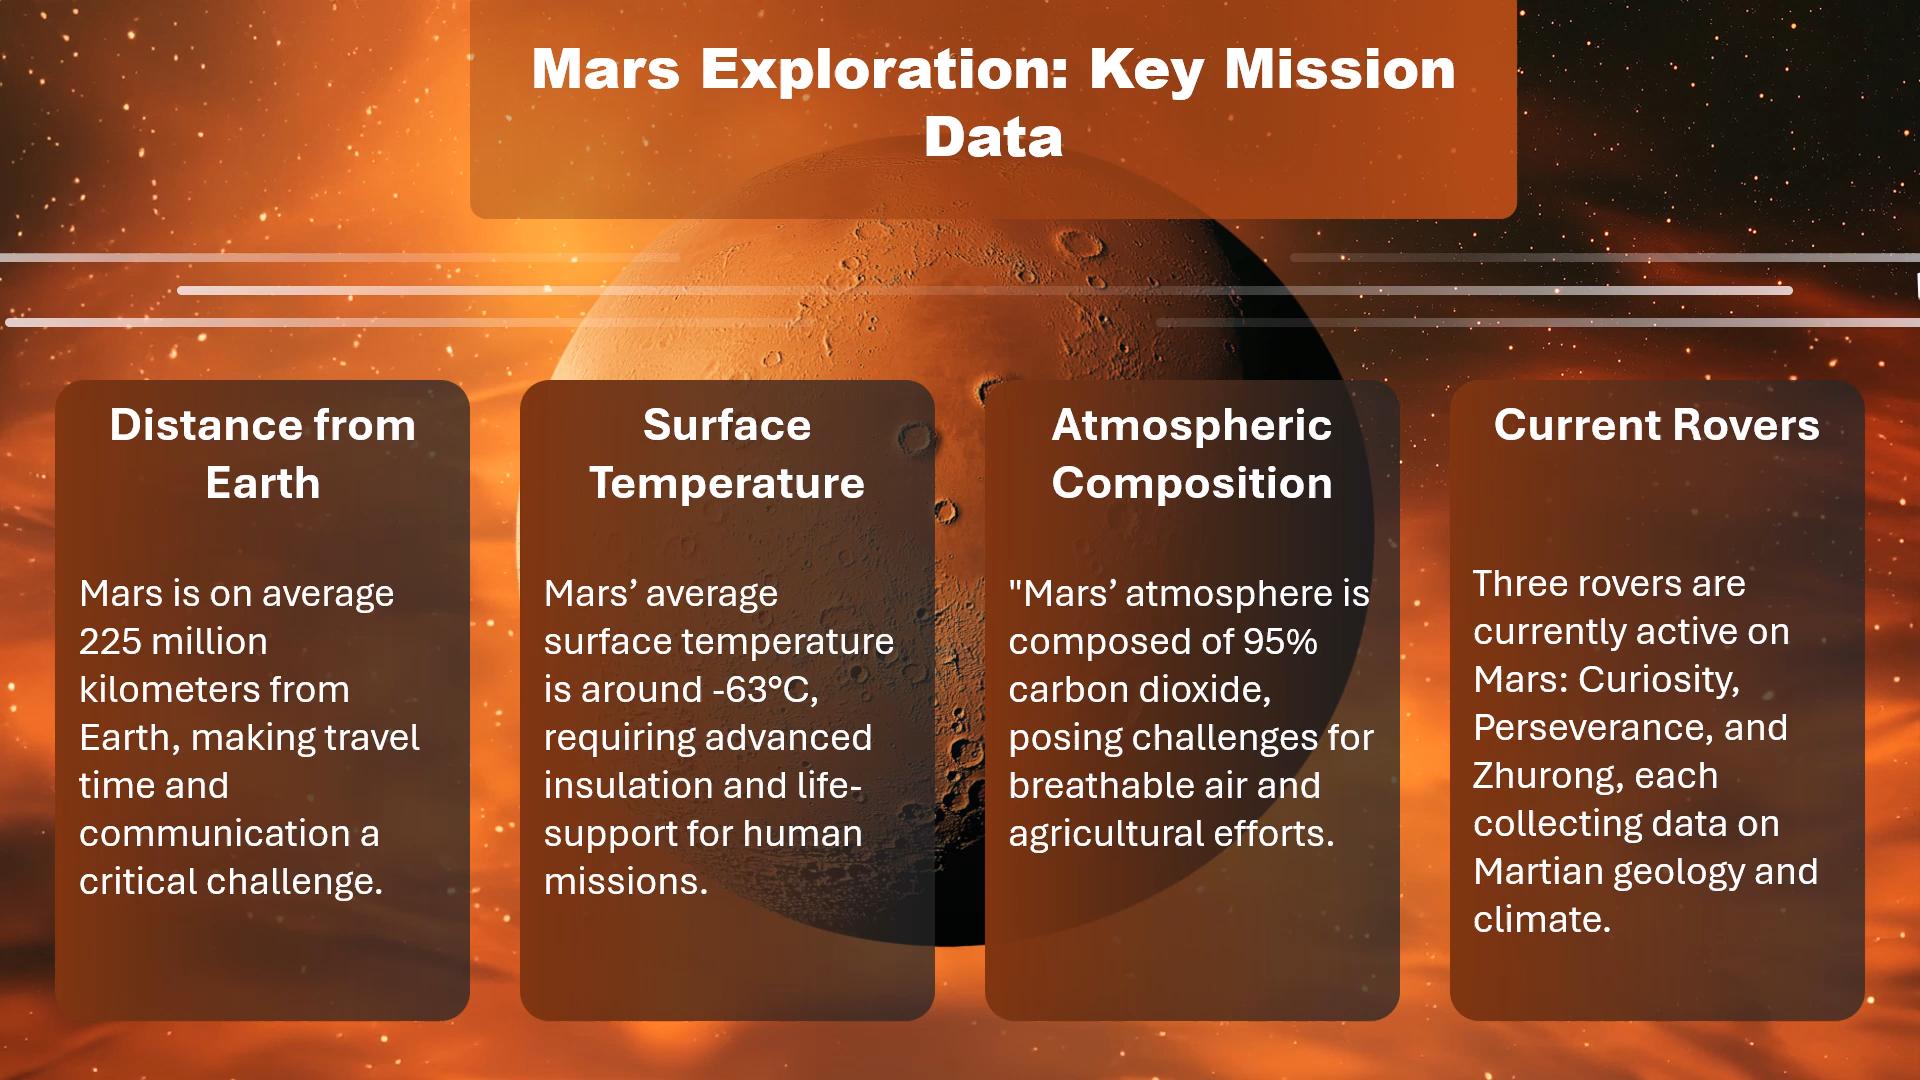 Mars Exploration: Key Mission
Data
Distance from
Earth
Mars is on average
225 million
kilometers from
Earth, making travel
time and
communication a
critical challenge.
Surface
Temperature
Mars’ average
surface temperature
is around -63°C,
requiring advanced
insulation and life-
support for human
missions.
Atmospheric
Composition
"Mars’ atmosphere is
composed of 95%
carbon dioxide,
posing challenges for
breathable air and
agricultural efforts.
Current Rovers
Three rovers are
currently active on
Mars: Curiosity,
Perseverance, and
Zhurong, each
collecting data on
Martian geology and
climate.